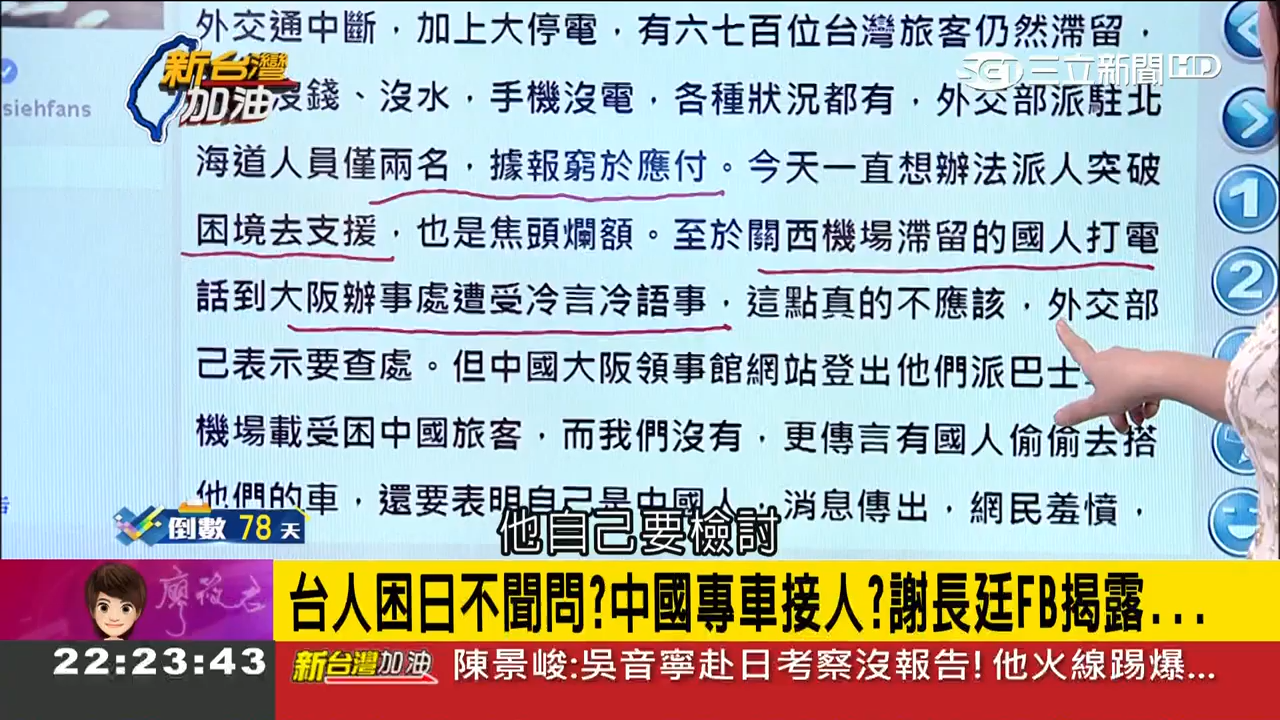 外交通中斷，加上大停電，有六七百位台灣旅客仍然滯留，
新台灣加油
SET三立新聞HD
siehfans
沒錢、沒水，手機沒電，各種狀況都有，外交部派駐北
海道人員僅兩名，據報窮於應付。今天一直想辦法派人突破
困境去支援，也是焦頭爛額。至於關西機場滯留的國人打電
話到大阪辦事處遭受冷言冷語事，這點真的不應該，外交部
己表示要查處。但中國大阪領事館網站登出他們派巴士
機場載受困中國旅客，而我們沒有，更傳言有國人偷偷去搭
他們的車，還要表明自己是中國人，消息傳出，網民羞憤，
1
2
倒數 78 天
他自己要檢討
廖筱君
台人困日不聞問?中國專車接人?謝長廷FB揭露...
22:23:43
新台灣加油
陳景峻:吳音寧赴日考察沒報告!他火線踢爆...